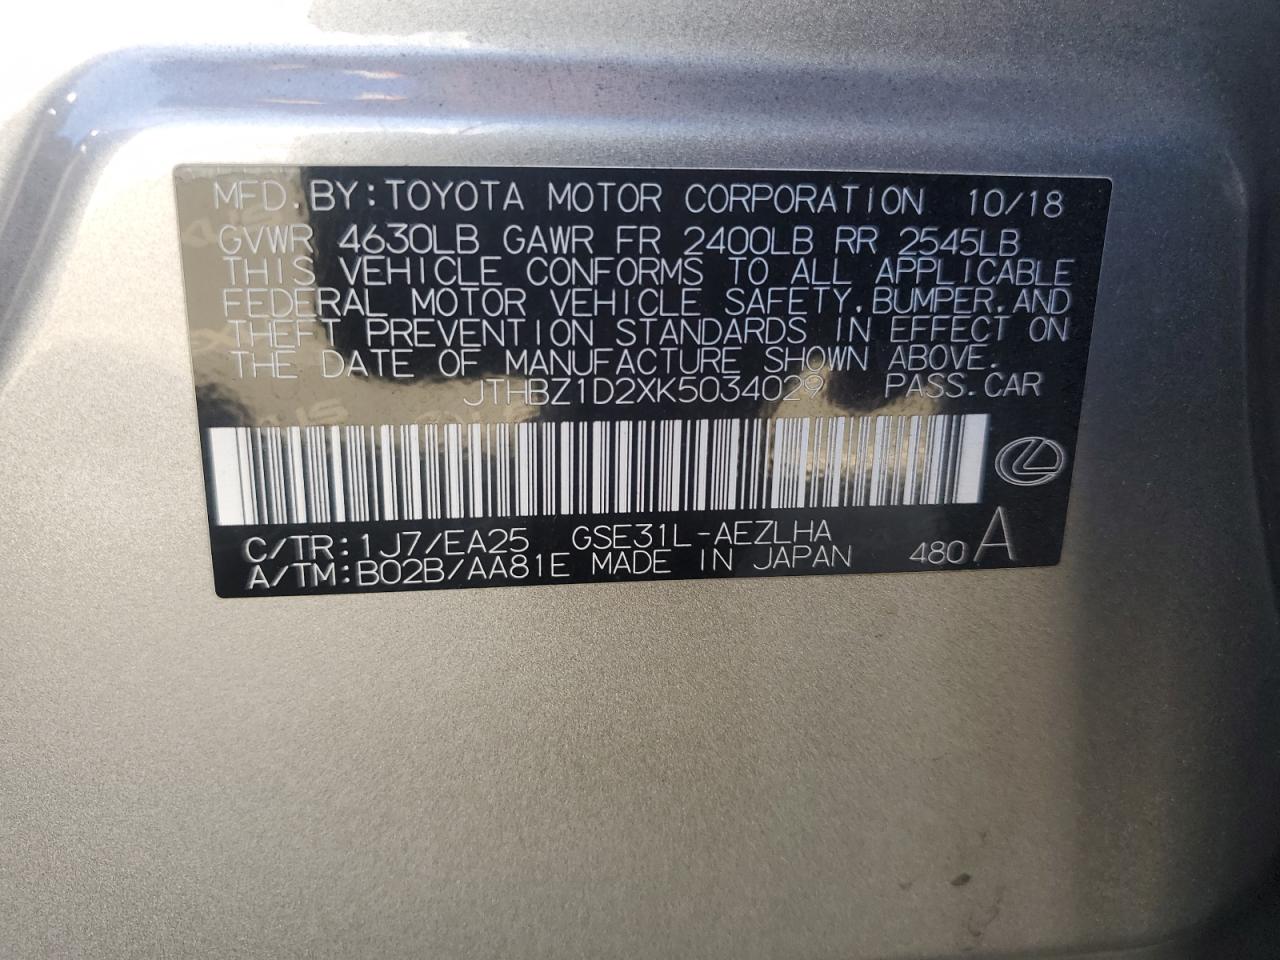 MFD. BY: TOYOTA MOTOR CORPORATION 10/18
GVWR 4630LB GAWR FR 2400LB RR 2545LB
THIS VEHICLE CONFORMS TO ALL APPLICABLE
FEDERAL MOTOR VEHICLE SAFETY, BUMPER, AND
THEFT PREVENTION STANDARDS IN EFFECT ON
THE DATE OF MANUFACTURE SHOWN ABOVE.
JTHBZ1D2XK5034029 PASS. CAR
C/TR: 1J7/EA25 GSE31L-AEZLHA
A/TM: B02B/AA81E MADE IN JAPAN 480 A